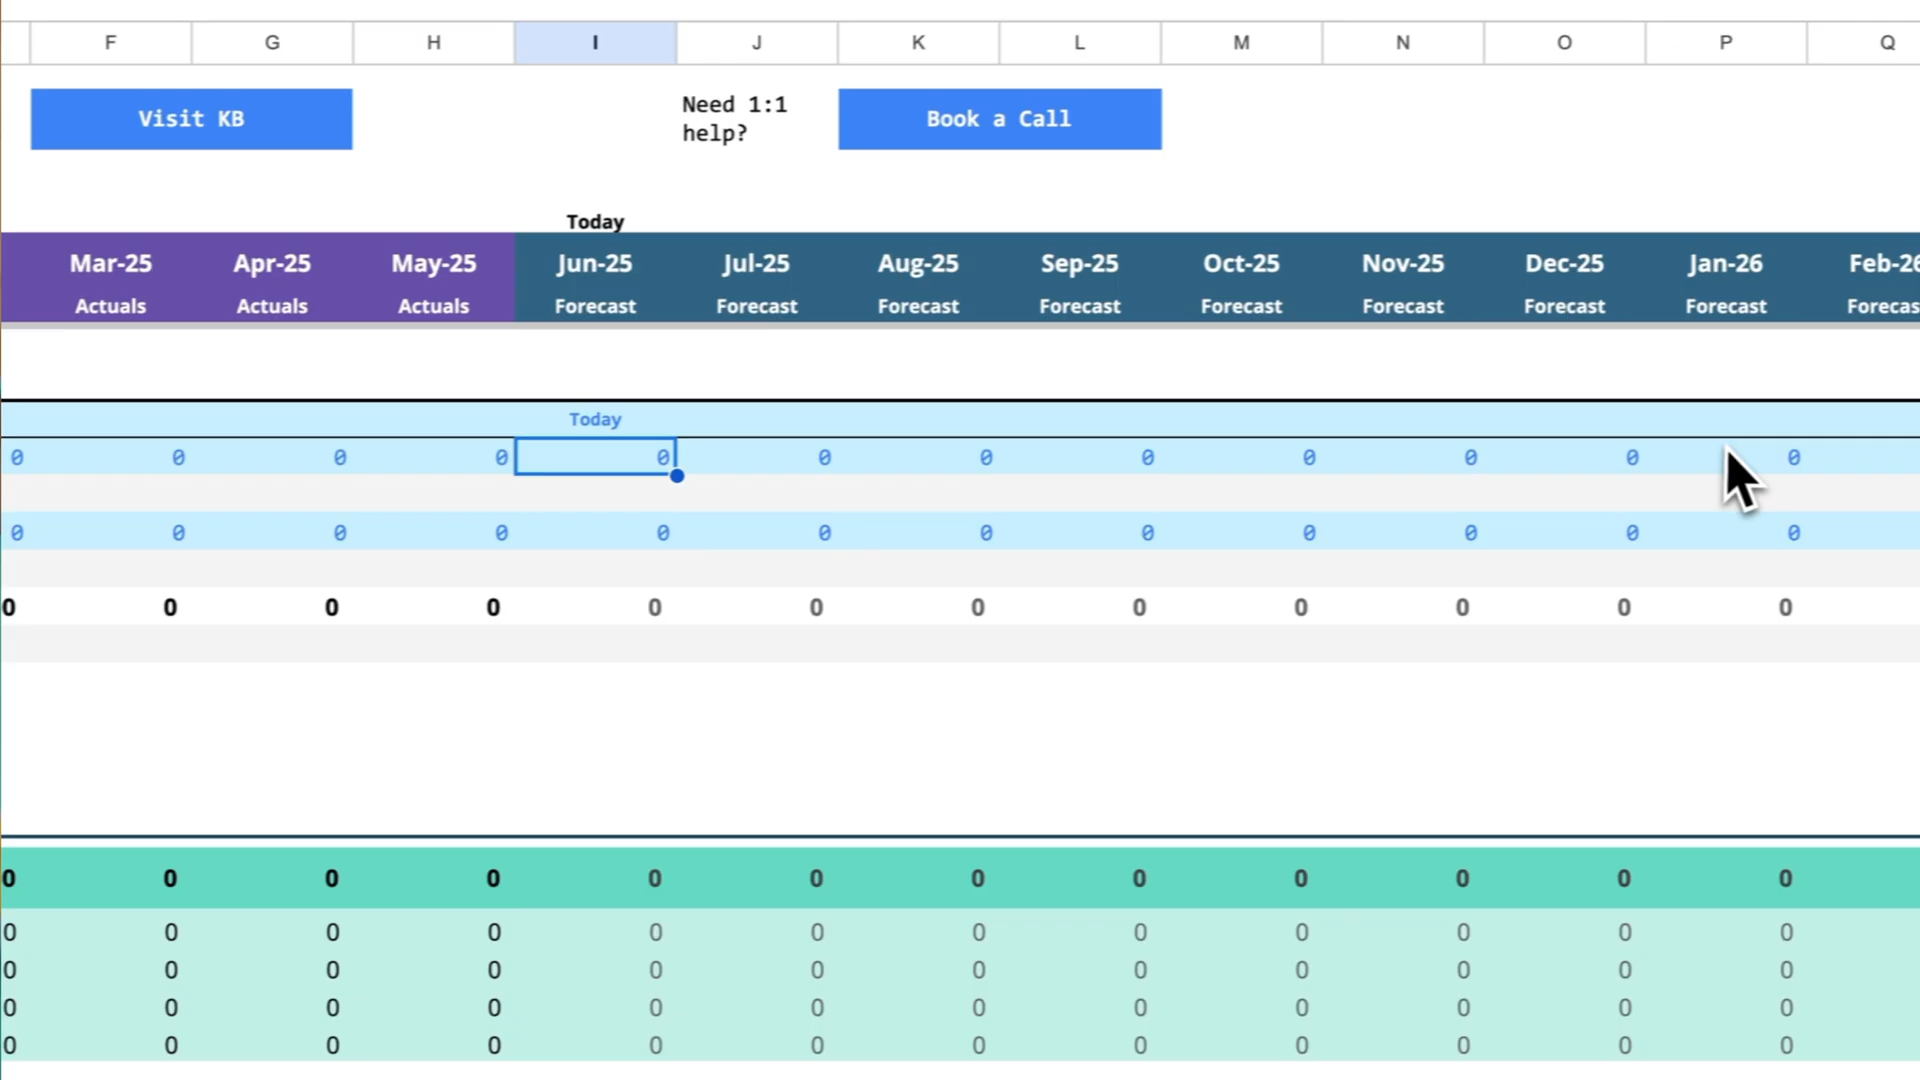 F G H I J K L M N O P Q
Visit KB
Need 1:1
help?
Book a Call
Today
Mar-25 Apr-25 May-25 Jun-25 Jul-25 Aug-25 Sep-25 Oct-25 Nov-25 Dec-25 Jan-26 Feb-26
Actuals Actuals Actuals Forecast Forecast Forecast Forecast Forecast Forecast Forecast Forecast Forecas
Today
0 0 0 0 0 0 0 0 0 0 0 0
0 0 0 0 0 0 0 0 0 0 0 0
0 0 0 0 0 0 0 0 0 0 0 0
0 0 0 0 0 0 0 0 0 0 0 0
0 0 0 0 0 0 0 0 0 0 0 0
0 0 0 0 0 0 0 0 0 0 0 0
0 0 0 0 0 0 0 0 0 0 0 0
0 0 0 0 0 0 0 0 0 0 0 0